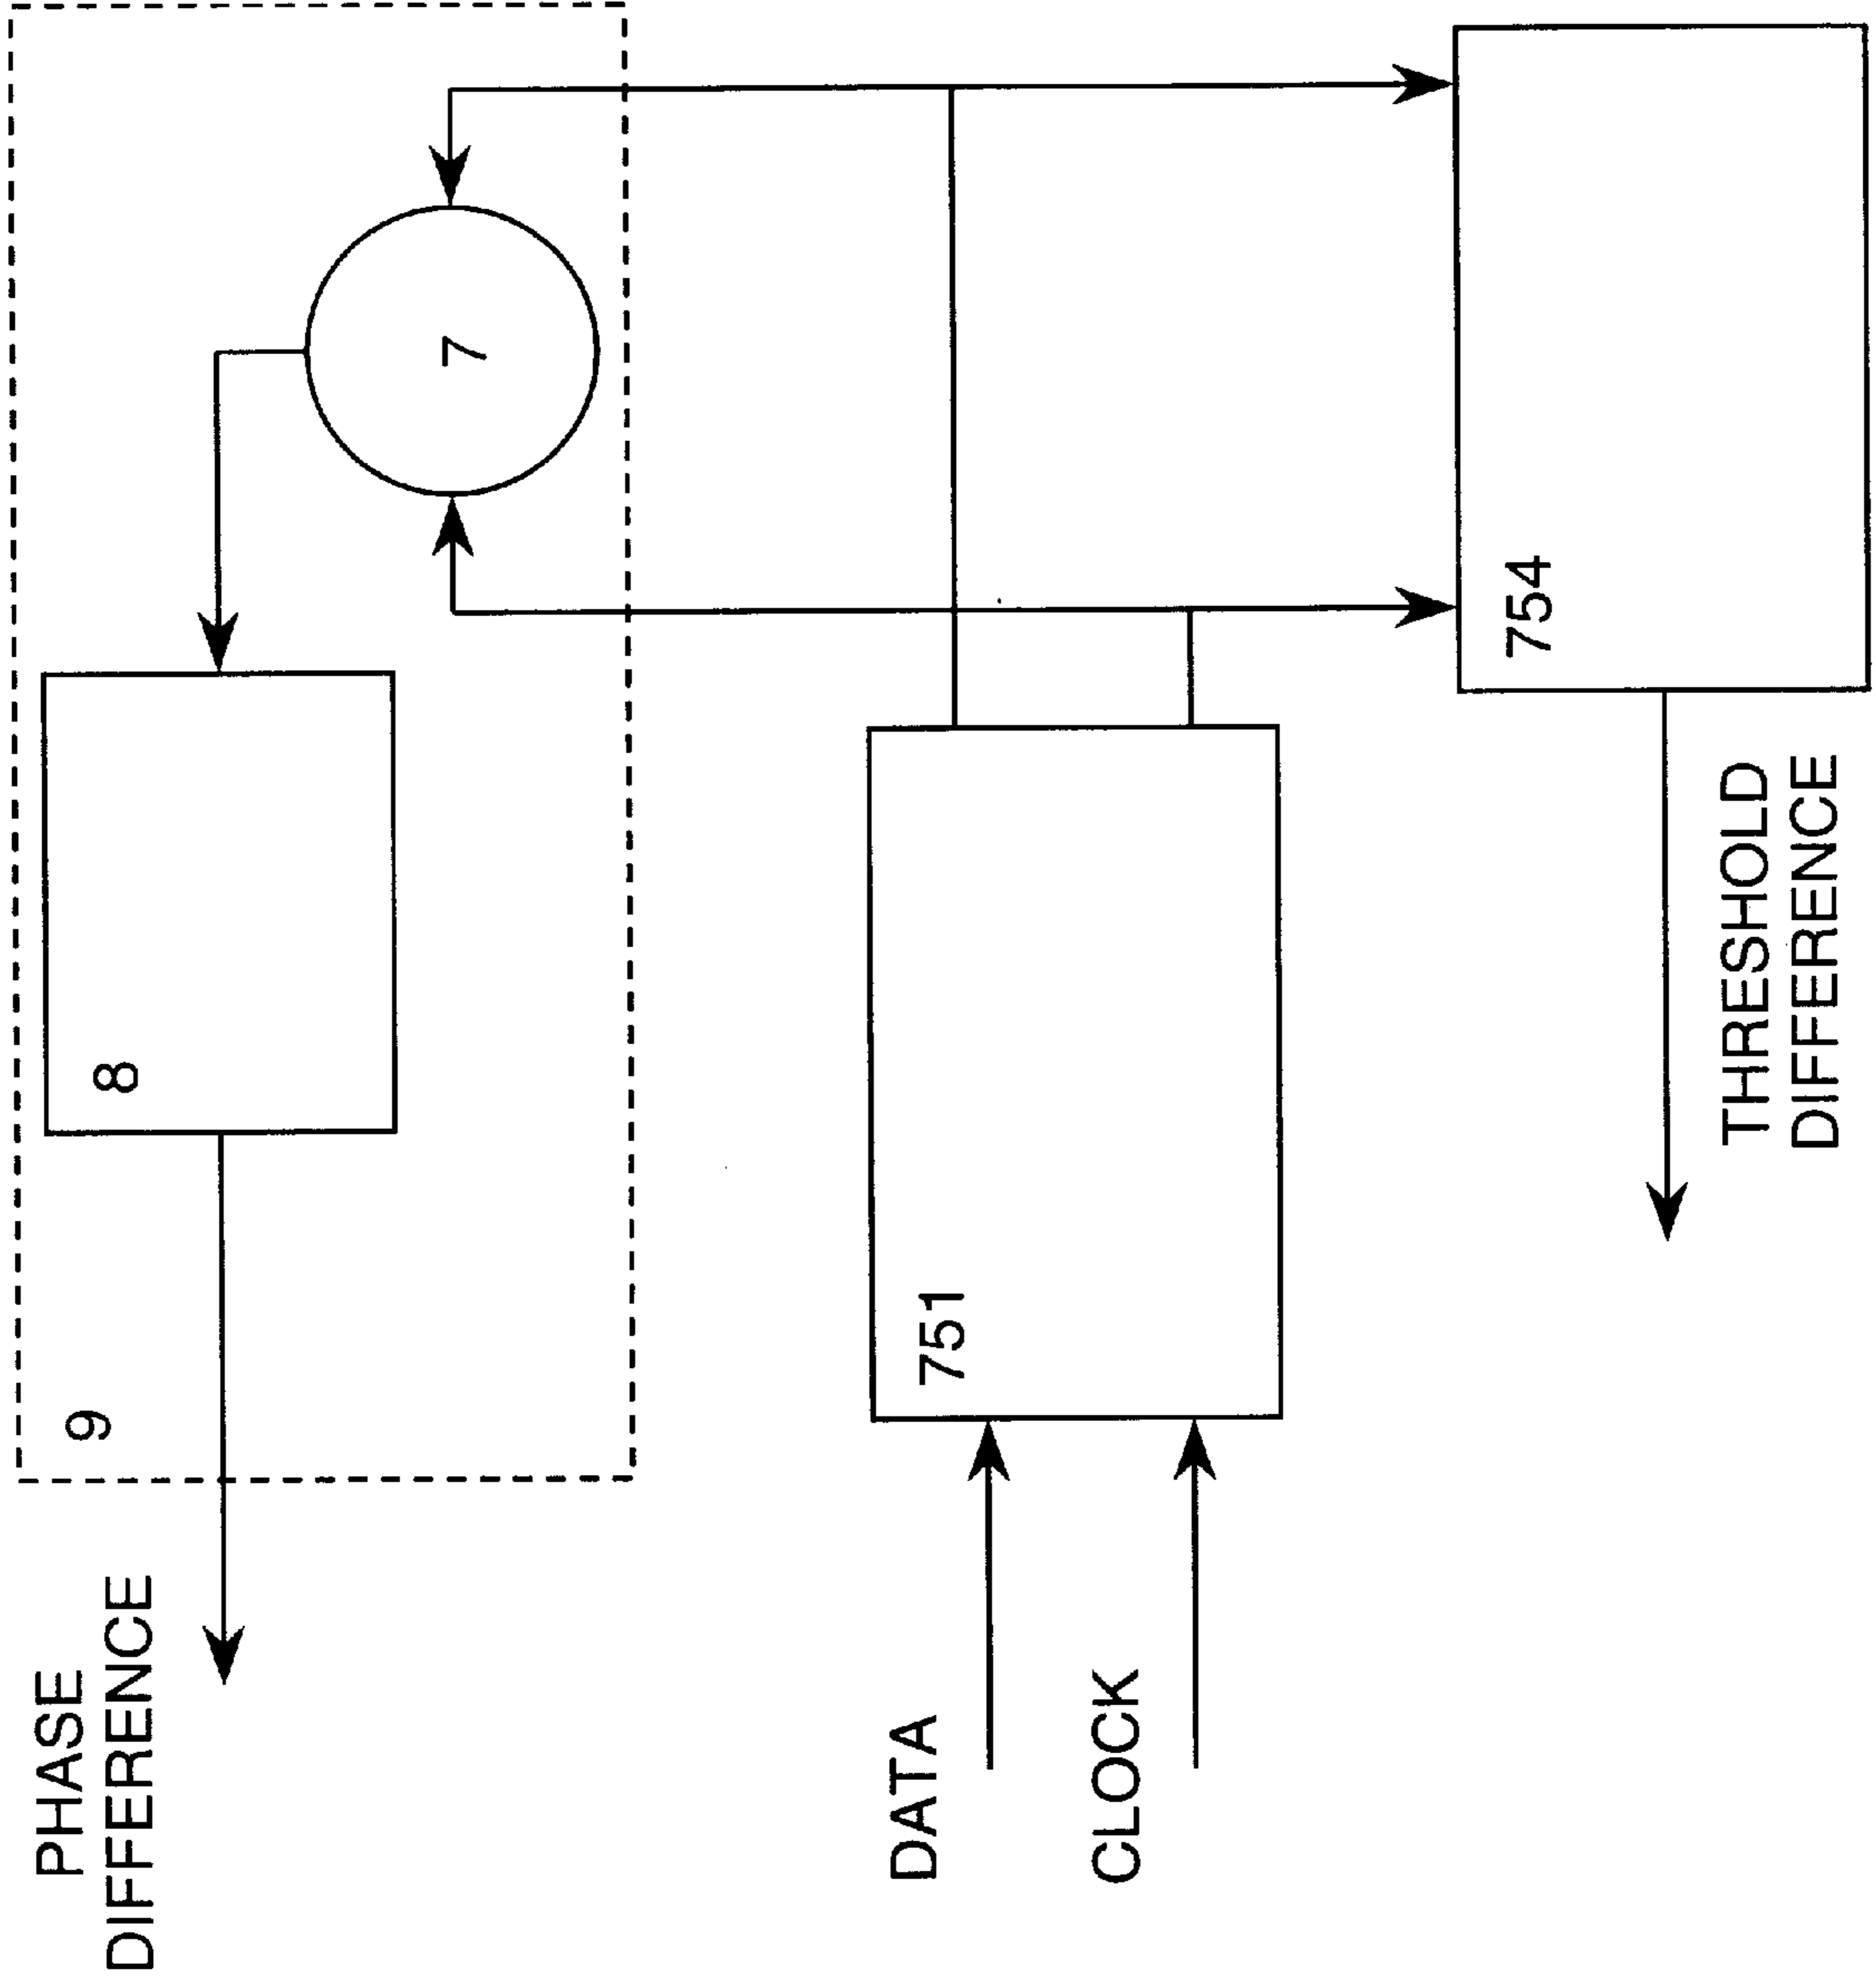 PHASE
DIFFERENCE
9
8
7
DATA
CLOCK
751
754
THRESHOLD
DIFFERENCE